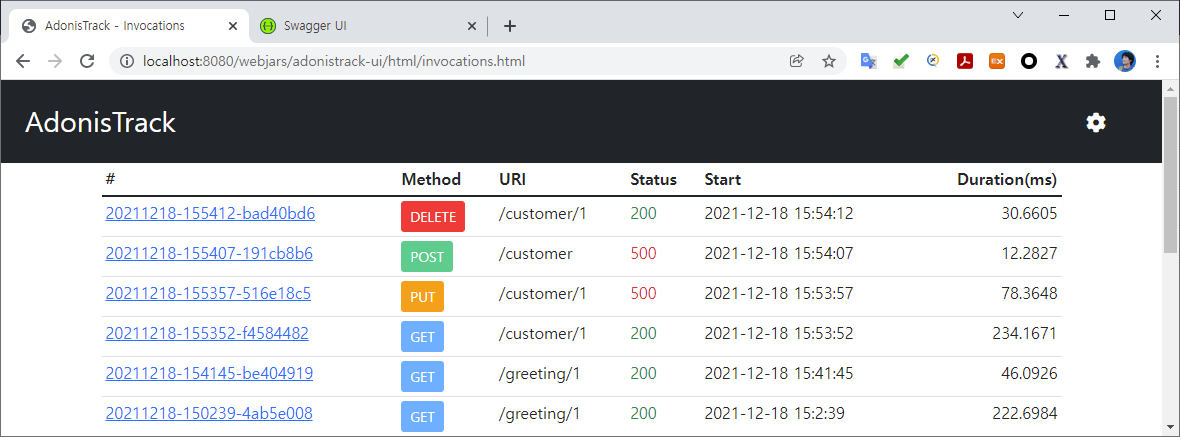 AdonisTrack - Invocations
Swagger UI
localhost:8080/webjars/adonistrack-ui/html/invocations.html
EX
X
AdonisTrack
# Method URI Status Start Duration(ms)
20211218-155412-bad40bd6 DELETE /customer/1 200 2021-12-18 15:54:12 30.6605
20211218-155407-191cb8b6 POST /customer 500 2021-12-18 15:54:07 12.2827
20211218-155357-516e18c5 PUT /customer/1 500 2021-12-18 15:53:57 78.3648
20211218-155352-f4584482 GET /customer/1 200 2021-12-18 15:53:52 234.1671
20211218-154145-be404919 GET /greeting/1 200 2021-12-18 15:41:45 46.0926
20211218-150239-4ab5e008 GET /greeting/1 200 2021-12-18 15:2:39 222.6984